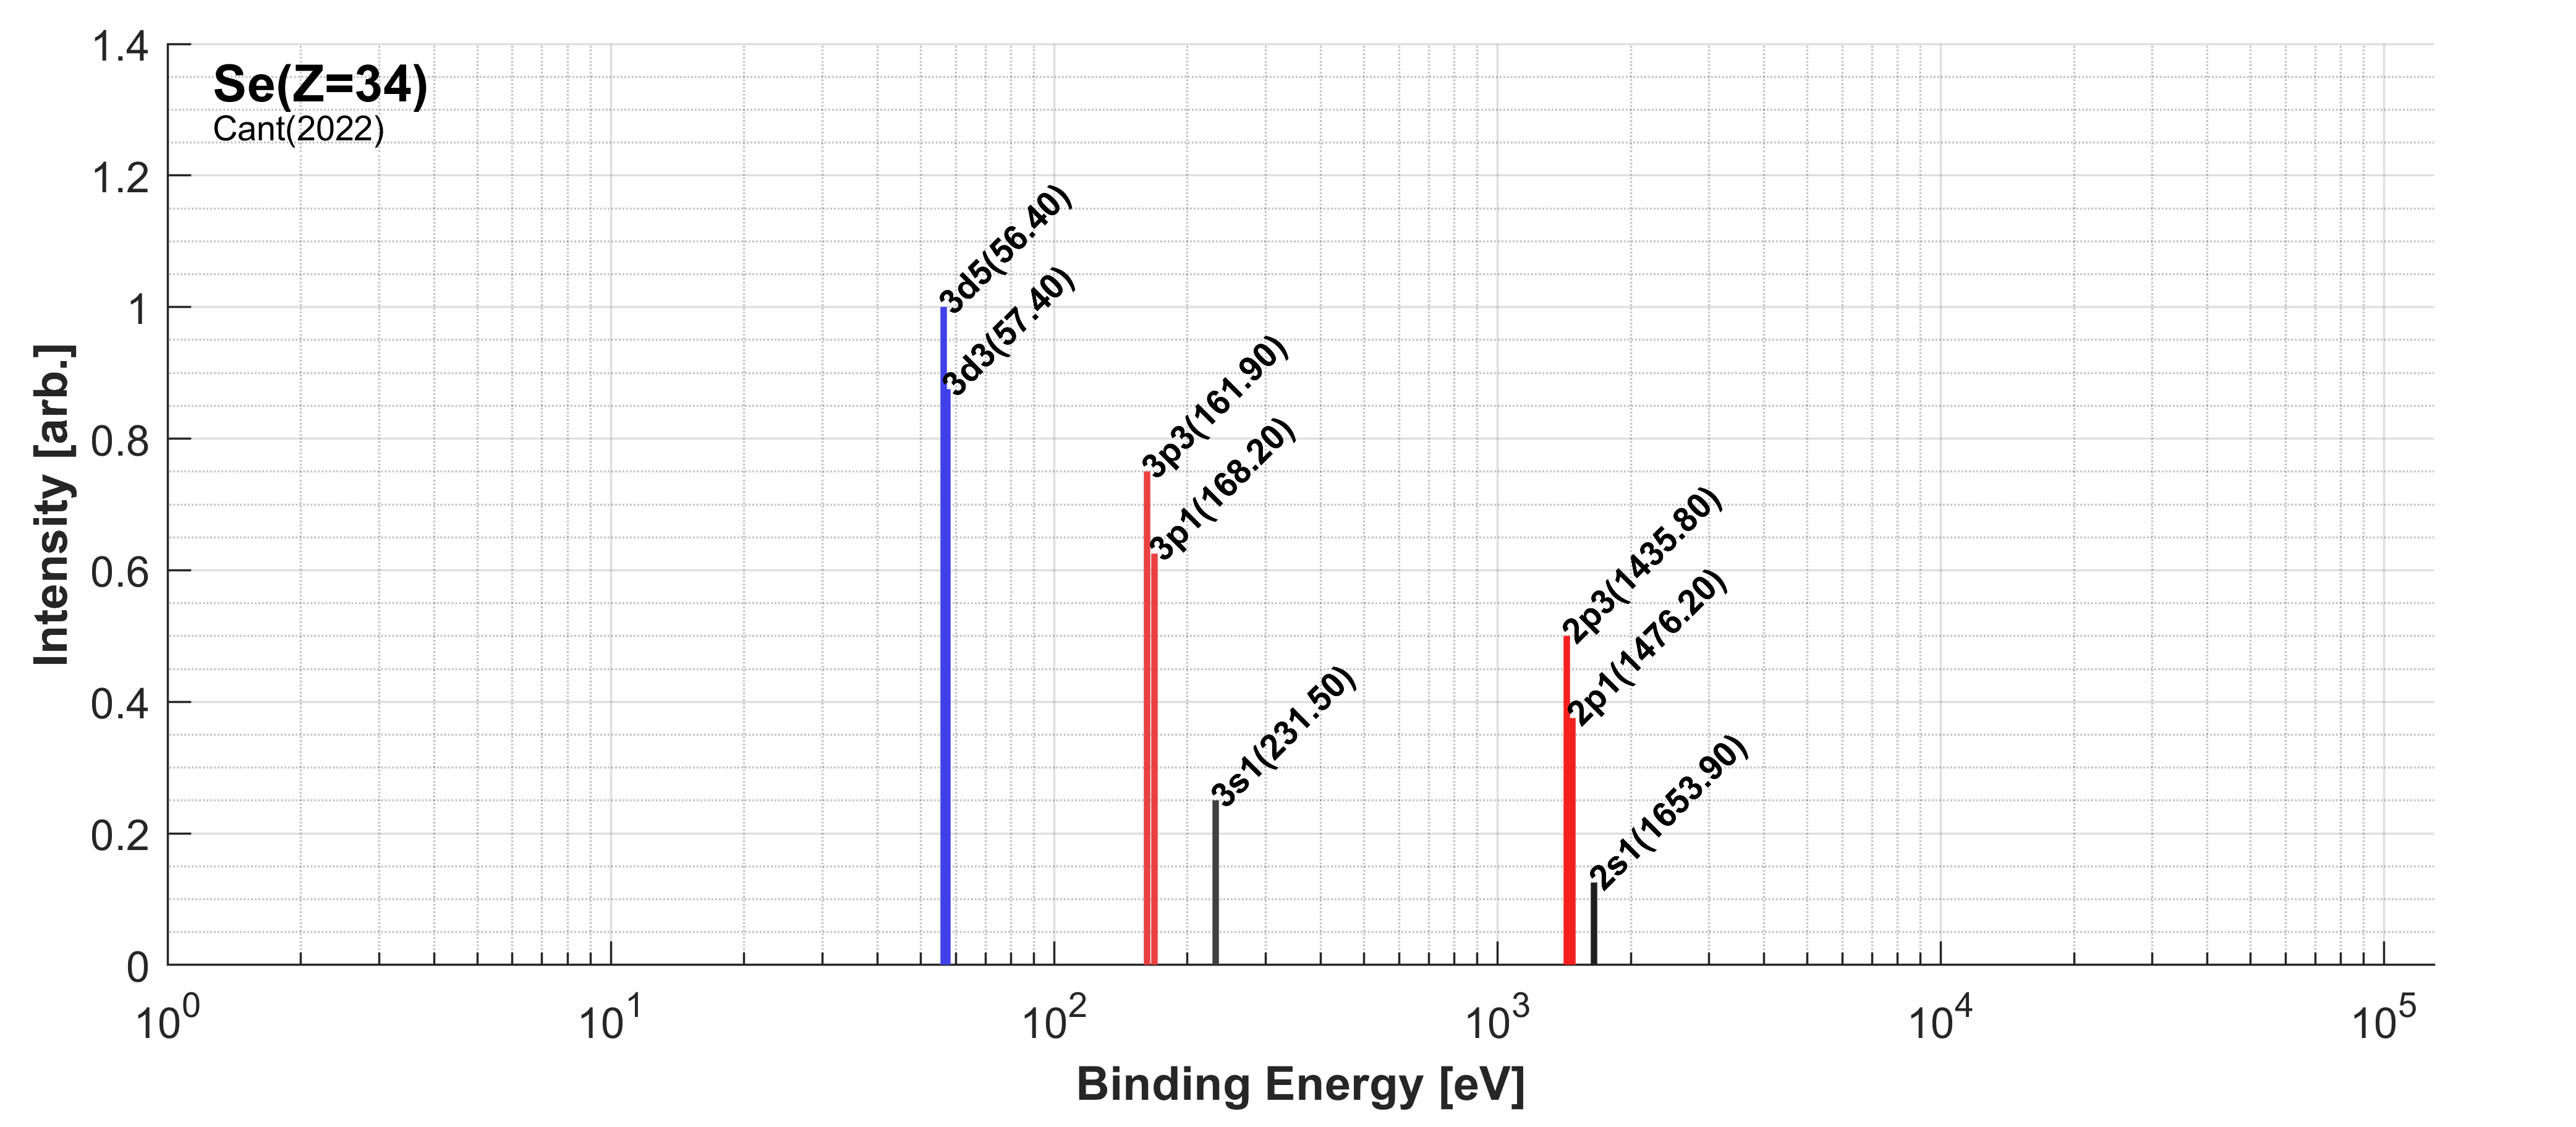 Se(Z=34)
Cant(2022)
1.4
1.2
1
0.8
0.6
0.4
0.2
0
Intensity [arb.]
3d5(56.40)
3d3(57.40)
3p3(161.90)
3p1(168.20)
3s1(231.50)
2p3(1435.80)
2p1(1476.20)
2s1(1653.90)
10^0 10^1 10^2 10^3 10^4 10^5
Binding Energy [eV]